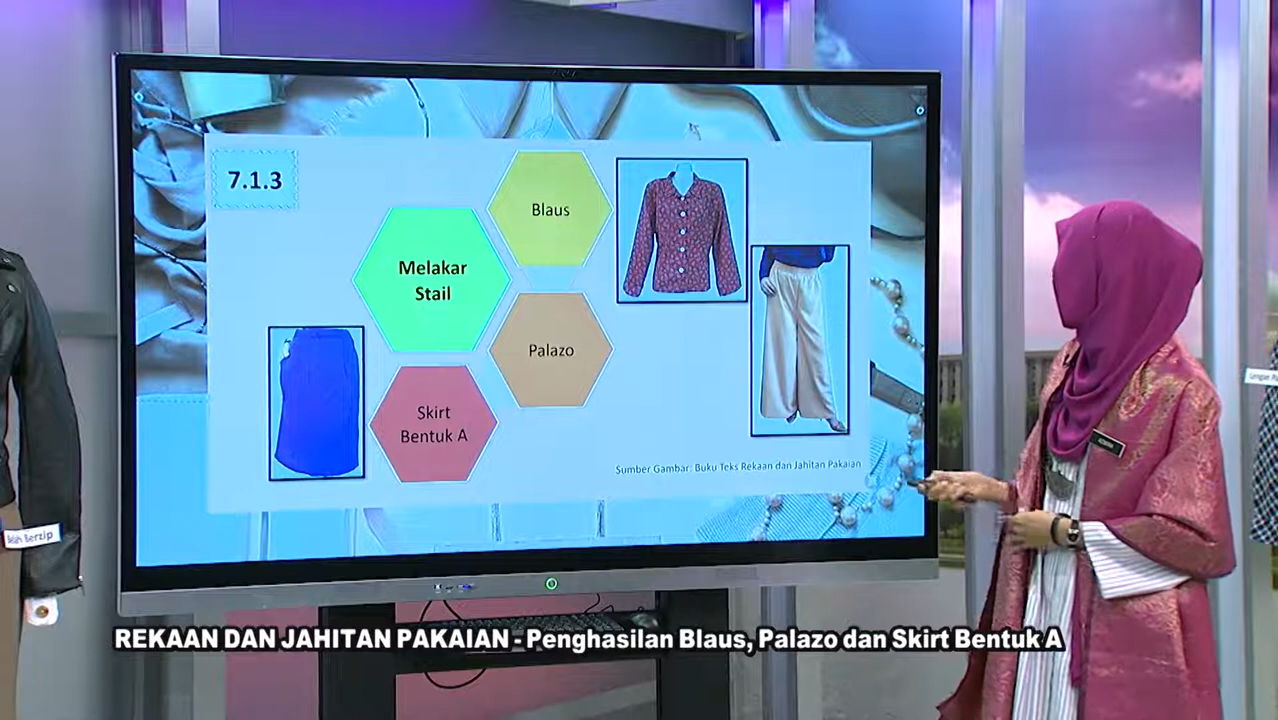 7.1.3
Blaus
Melakar
Stail
Palazo
Skirt
Bentuk A
Sumber Gambar: Buku Teks Rekaan dan Jahitan Pakaian
Berzip
REKAAN DAN JAHITAN PAKAIAN - Penghasilan Blaus, Palazo dan Skirt Bentuk A